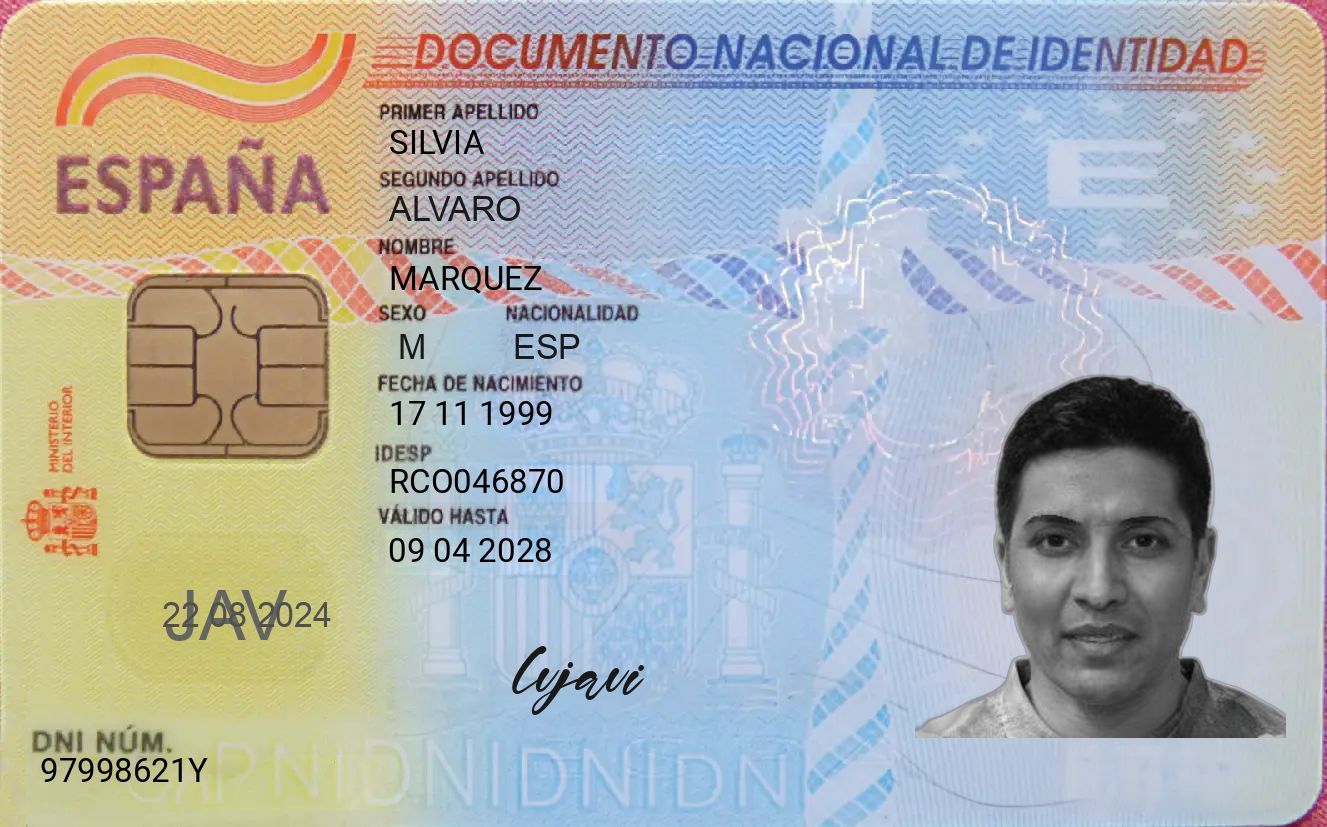 DOCUMENTO NACIONAL DE IDENTIDAD
ESPAÑA
PRIMER APELLIDO
SILVIA
SEGUNDO APELLIDO
ALVARO
NOMBRE
MARQUEZ
SEXO NACIONALIDAD
M ESP
FECHA DE NACIMIENTO
17 11 1999
IDESP
RCO046870
VÁLIDO HASTA
09 04 2028
MINISTERIO
DEL INTERIOR
E
JAV
22 08 2024
DNI NÚM.
97998621Y